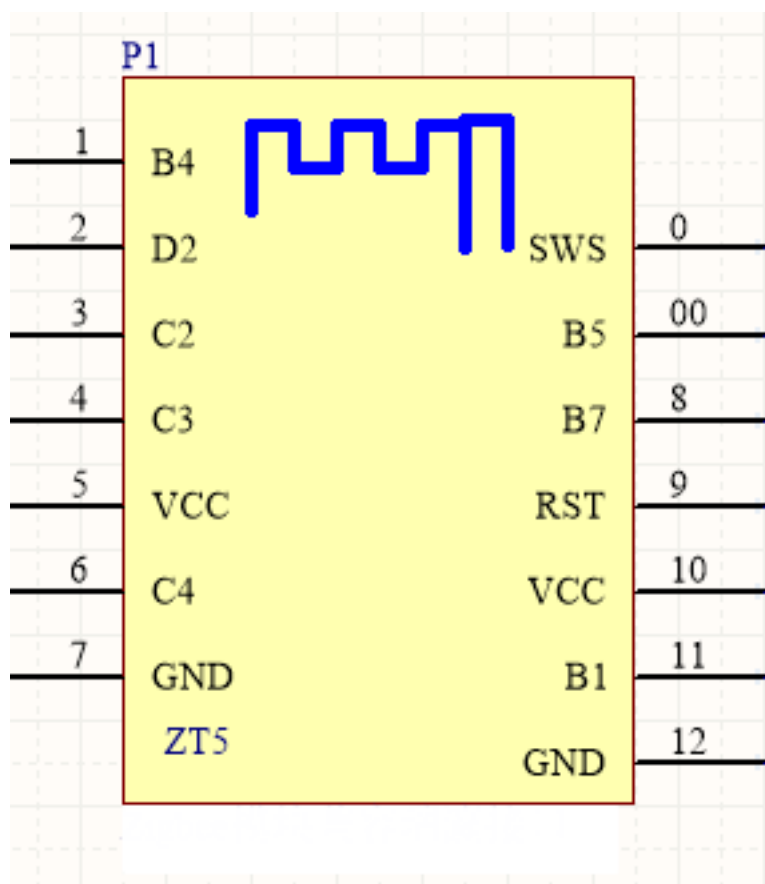 P1
1 B4
2 D2 SWS 0
3 C2 B5 00
4 C3 B7 8
5 VCC RST 9
6 C4 VCC 10
7 GND B1 11
ZT5 GND 12